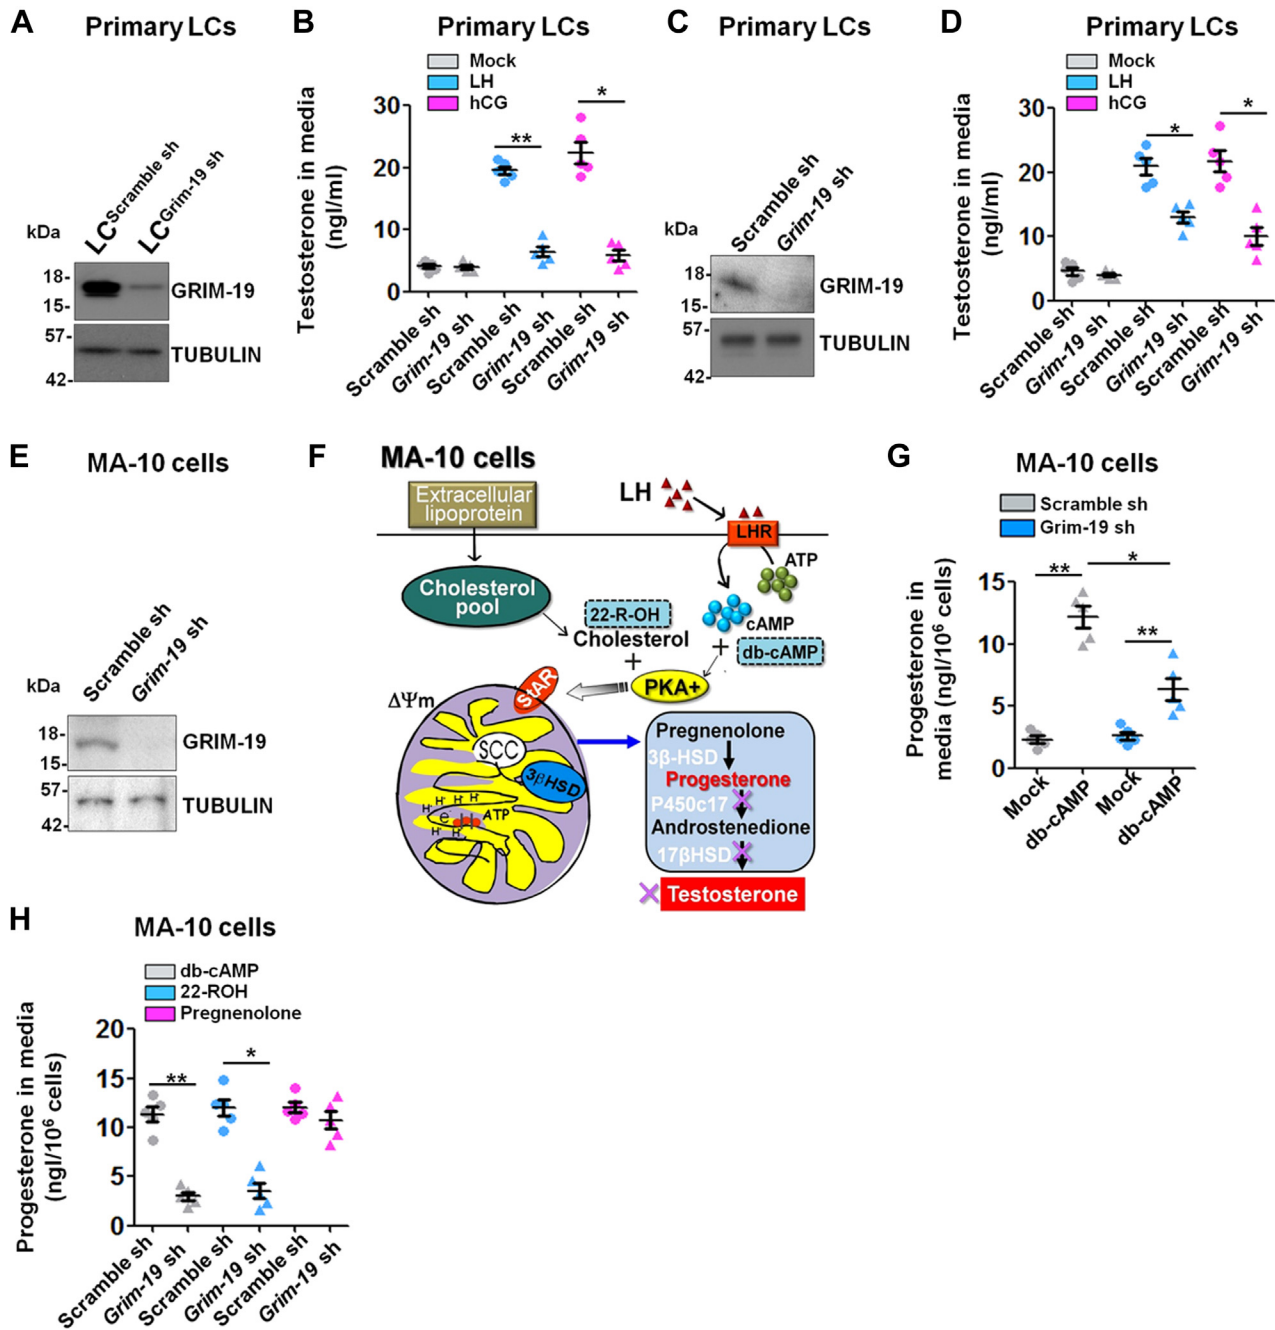 A
Primary LCs
LCScramble sh
LCGrim-19 sh
kDa
18-
15-
GRIM-19
57-
42-
TUBULIN
B
Primary LCs
Mock
LH
hCG
Testosterone in media
(ngl/ml)
30
20
10
0
**
*
Scramble sh
Grim-19 sh
Scramble sh
Grim-19 sh
Scramble sh
Grim-19 sh
C
Primary LCs
Scramble sh
Grim-19 sh
kDa
18-
15-
GRIM-19
57-
42-
TUBULIN
D
Primary LCs
Mock
LH
hCG
Testosterone in media
(ngl/ml)
30
20
10
0
*
*
Scramble sh
Grim-19 sh
Scramble sh
Grim-19 sh
Scramble sh
Grim-19 sh
E
MA-10 cells
Scramble sh
Grim-19 sh
kDa
18-
15-
GRIM-19
57-
42-
TUBULIN
F
MA-10 cells
Extracellular
lipoprotein
LH
LHR
ATP
Cholesterol
pool
22-R-OH
Cholesterol
+
cAMP
+
db-cAMP
PKA+
StAR
ΔΨm
SCC
3βHSD
H+ H+ H+ H+
e
ATP
H+ H+
Pregnenolone
3β-HSD
Progesterone
P450c17
Androstenedione
17βHSD
Testosterone
G
MA-10 cells
Scramble sh
Grim-19 sh
Progesterone in
media (ngl/10⁶ cells)
15
10
5
0
**
*
**
Mock
db-cAMP
Mock
db-cAMP
H
MA-10 cells
db-cAMP
22-ROH
Pregnenolone
Progesterone in media
(ngl/10⁶ cells)
20
15
10
5
0
**
*
Scramble sh
Grim-19 sh
Scramble sh
Grim-19 sh
Scramble sh
Grim-19 sh